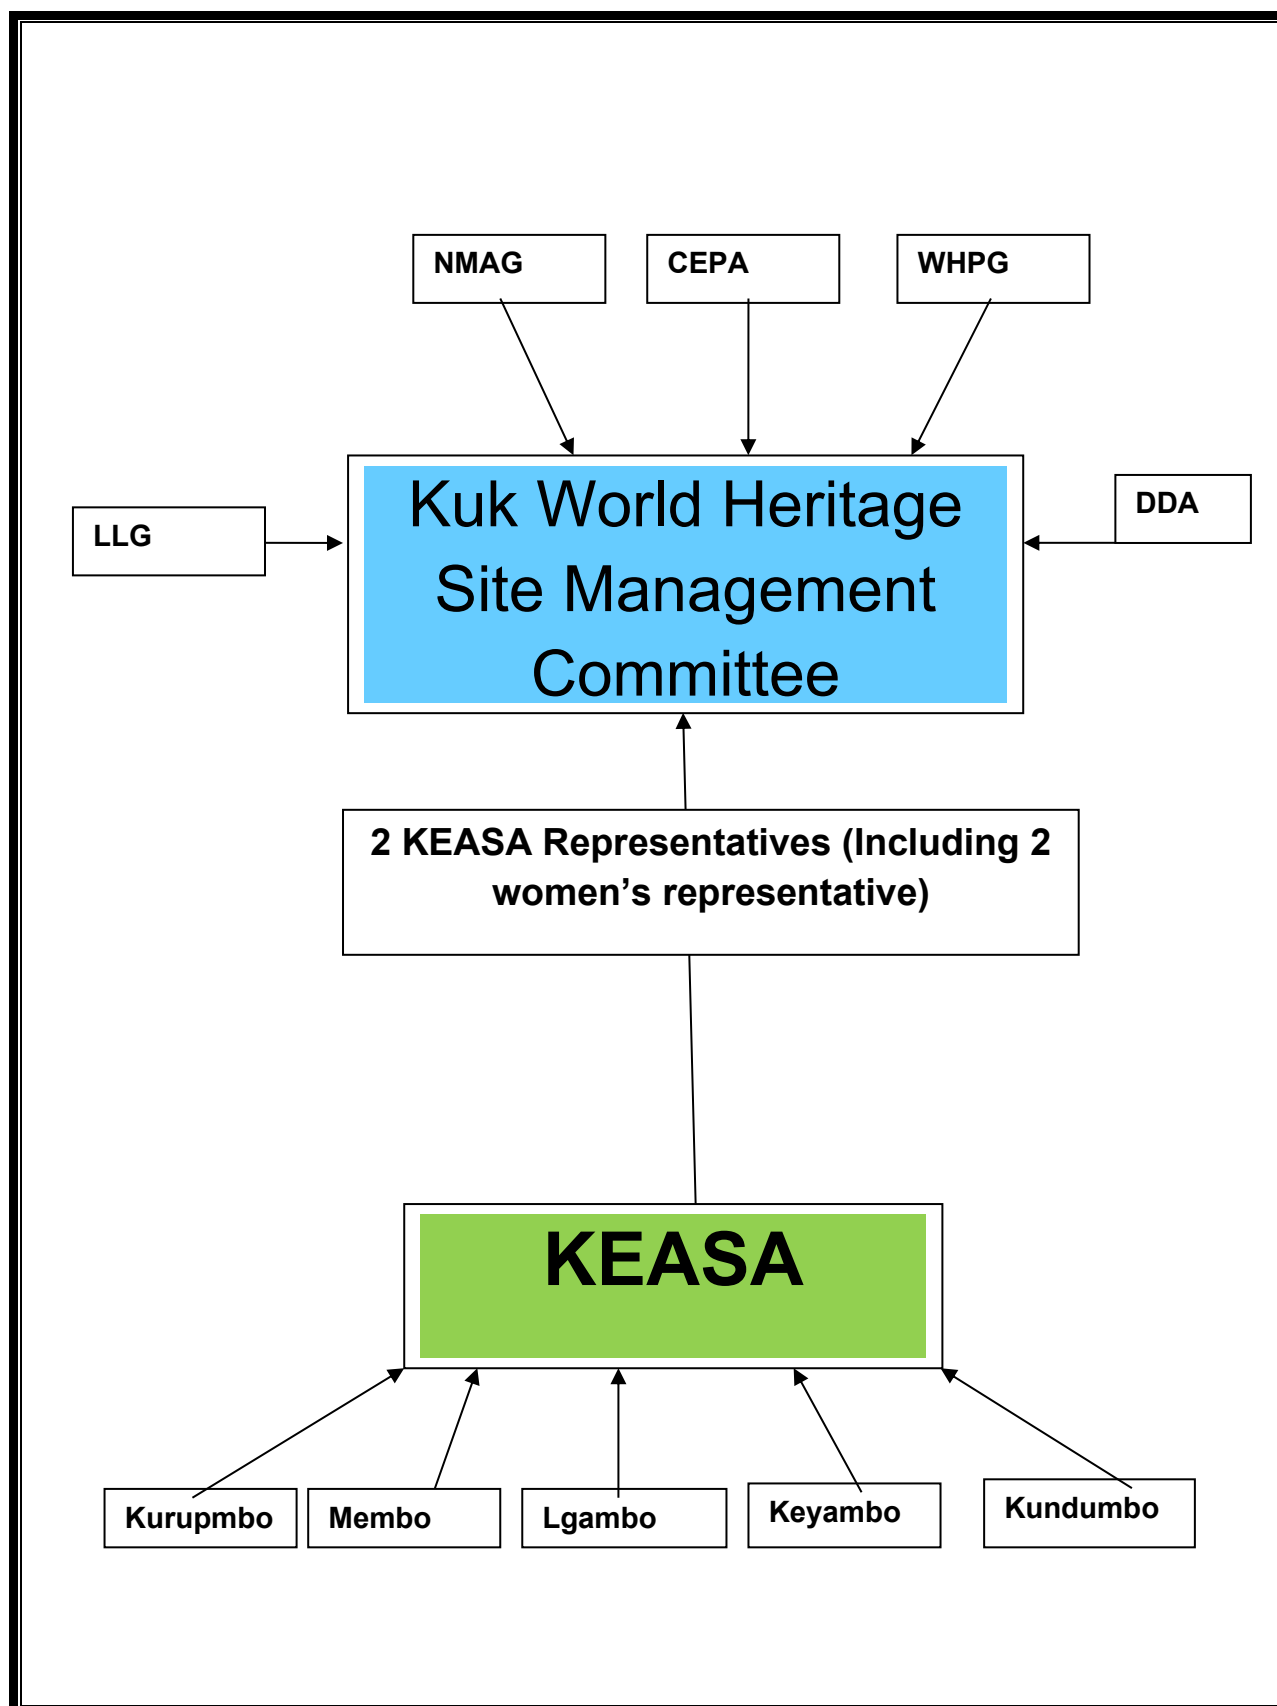 NMAG
CEPA
WHPG
LLG
DDA
Kuk World Heritage
Site Management
Committee
2 KEASA Representatives (Including 2
women’s representative)
KEASA
Kurupmbo
Membo
Lgambo
Keyambo
Kundumbo